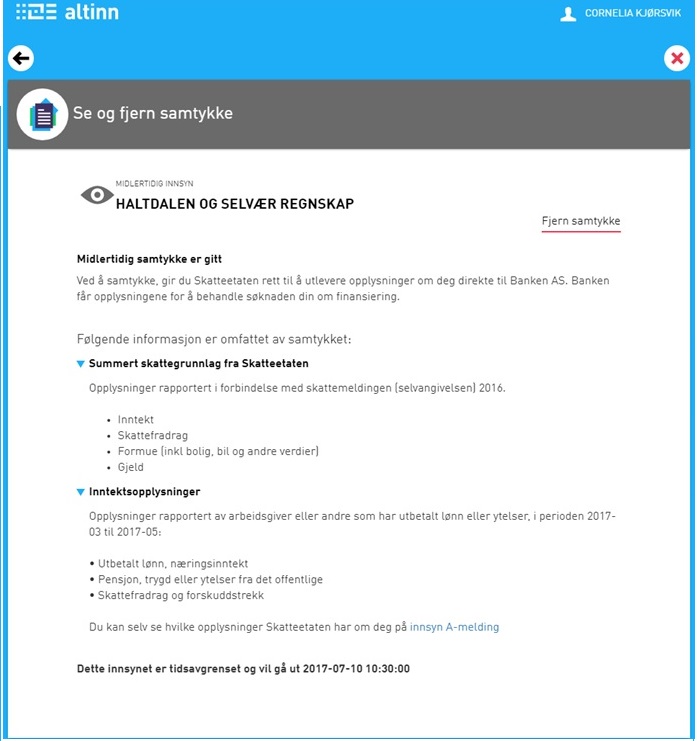 altinn
CORNELIA KJØRSVIK
Se og fjern samtykke
MIDLERTIDIG INNSYN
HALTDALEN OG SELVÆR REGNSKAP
Fjern samtykke
Midlertidig samtykke er gitt
Ved å samtykke, gir du Skatteetaten rett til å utlevere opplysninger om deg direkte til Banken AS. Banken
får opplysningene for å behandle søknaden din om finansiering.
Følgende informasjon er omfattet av samtykket:
Summert skattegrunnlag fra Skatteetaten
Opplysninger rapportert i forbindelse med skattemeldingen (selvangivelsen) 2016.
• Inntekt
• Skattefradrag
• Formue (inkl bolig, bil og andre verdier)
• Gjeld
Inntektsopplysninger
Opplysninger rapportert av arbeidsgiver eller andre som har utbetalt lønn eller ytelser, i perioden 2017-
03 til 2017-05:
• Utbetalt lønn, næringsinntekt
• Pensjon, trygd eller ytelser fra det offentlige
• Skattefradrag og forskuddstrekk
Du kan selv se hvilke opplysninger Skatteetaten har om deg på innsyn A-melding
Dette innsynet er tidsavgrenset og vil gå ut 2017-07-10 10:30:00